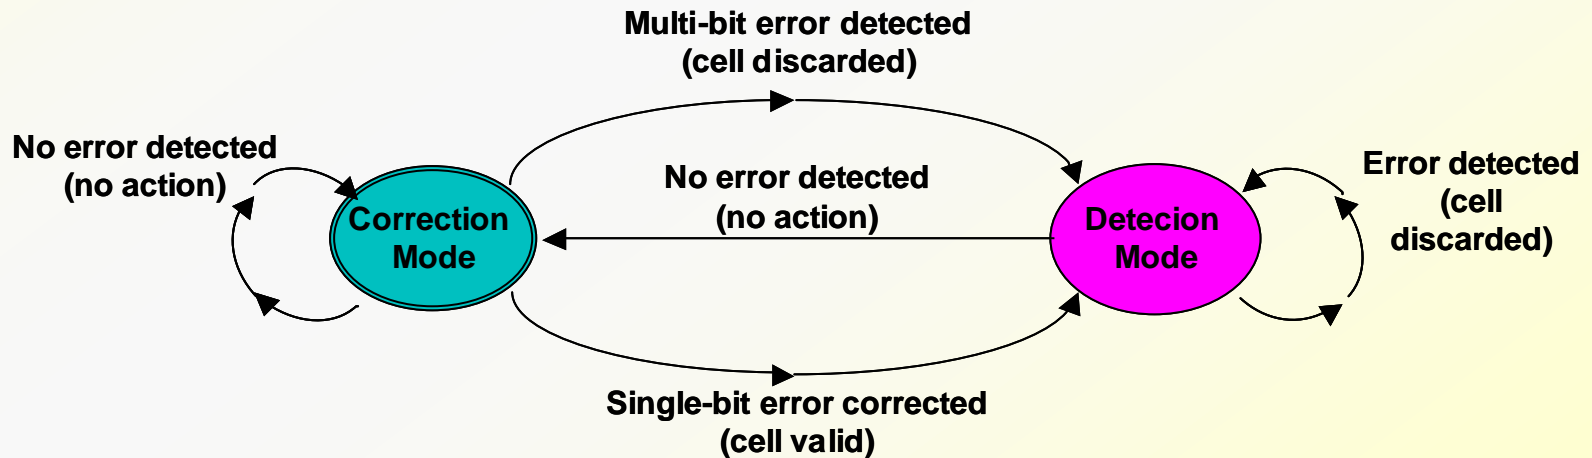 Multi-bit error detected
(cell discarded)
No error detected
(no action)
No error detected
(no action)
Error detected
(cell
discarded)
Correction
Mode
Detecion
Mode
Single-bit error corrected
(cell valid)